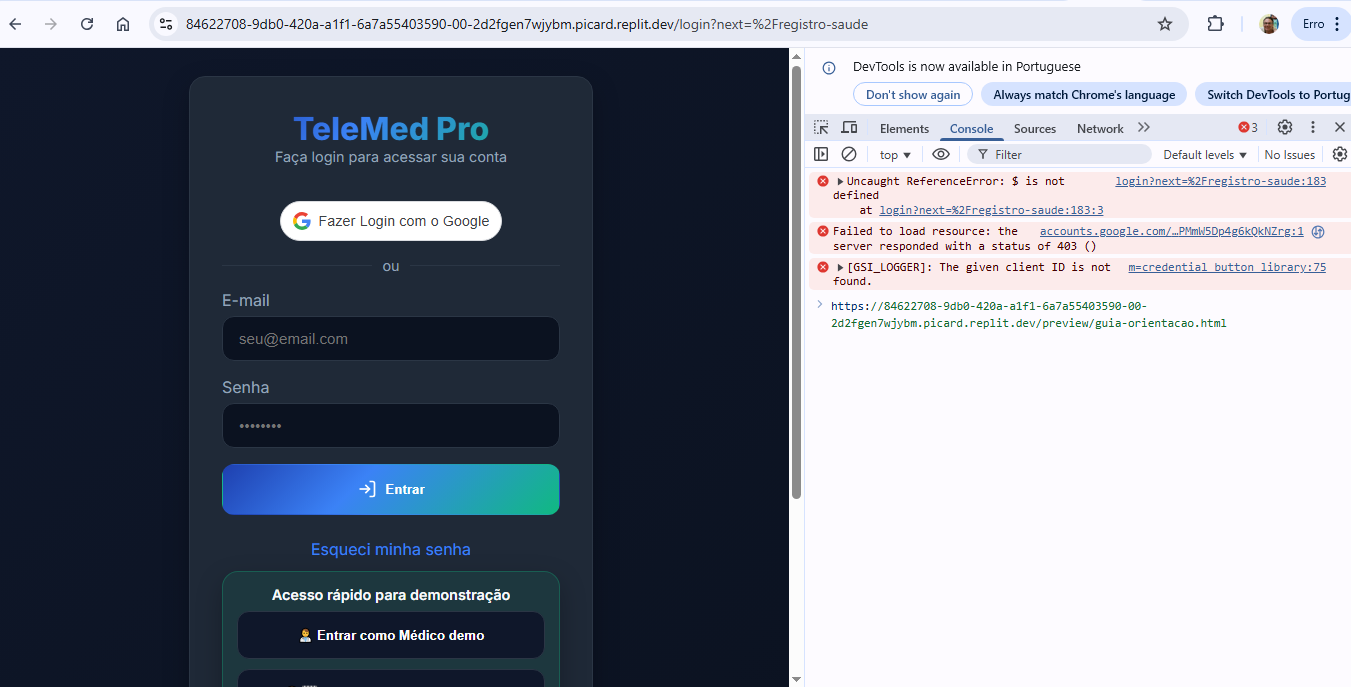 84622708-9db0-420a-a1f1-6a7a55403590-00-2d2fgen7wjybm.picard.replit.dev/login?next=%2Fregistro-saude
Erro
TeleMed Pro
Faça login para acessar sua conta
Fazer Login com o Google
ou
E-mail
seu@email.com
Senha
••••••••
Entrar
Esqueci minha senha
Acesso rápido para demonstração
Entrar como Médico demo
DevTools is now available in Portuguese
Don't show again
Always match Chrome's language
Switch DevTools to Portug
Elements
Console
Sources
Network
3
top
Filter
Default levels
No Issues
Uncaught ReferenceError: $ is not login?next=%2Fregistro-saude:183
defined
at login?next=%2Fregistro-saude:183:3
Failed to load resource: the accounts.google.com/…PMmW5Dp4g6kQkNZrg:1
server responded with a status of 403 ()
[GSI_LOGGER]: The given client ID is not m=credential_button_library:75
found.
https://84622708-9db0-420a-a1f1-6a7a55403590-00-
2d2fgen7wjybm.picard.replit.dev/preview/guia-orientacao.html